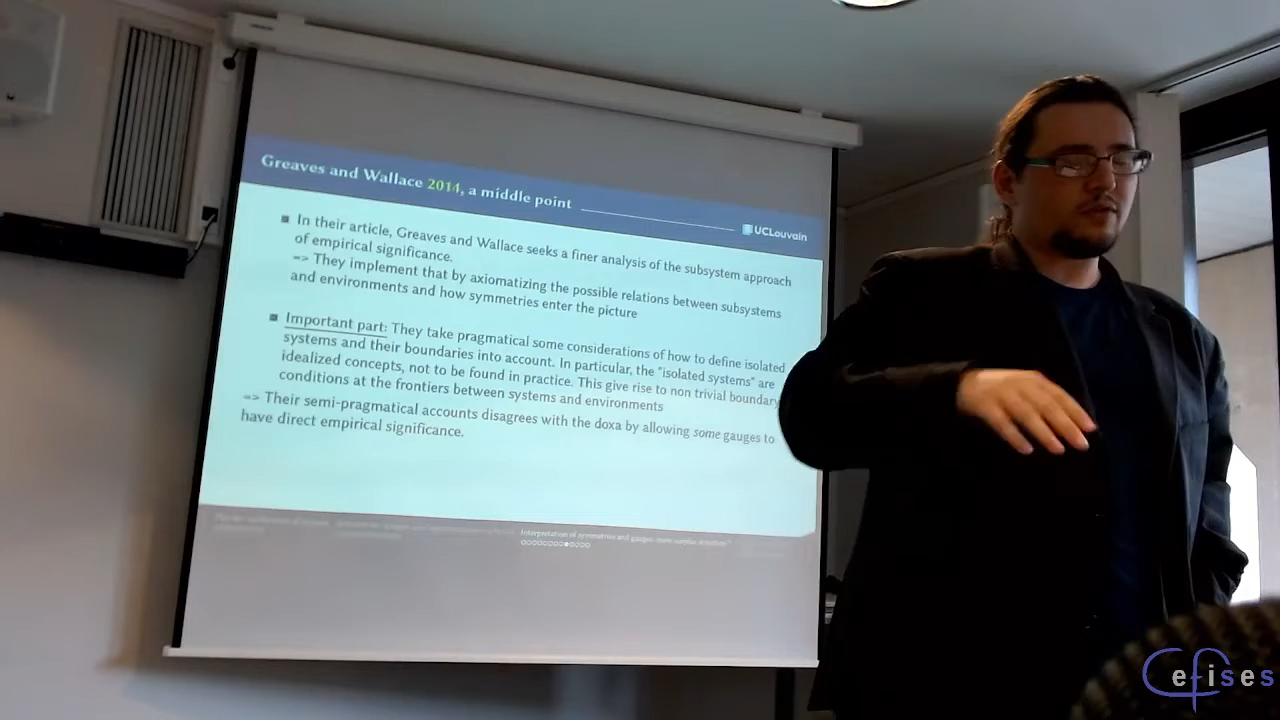 Greaves and Wallace 2014, a middle point
UCLouvain
In their article, Greaves and Wallace seeks a finer analysis of the subsystem approach
of empirical significance.
=> They implement that by axiomatizing the possible relations between subsystems
and environments and how symmetries enter the picture
Important part: They take pragmatical some considerations of how to define isolated
systems and their boundaries into account. In particular, the "isolated systems" are
idealized concepts, not to be found in practice. This give rise to non trivial boundary
conditions at the frontiers between systems and environments
=> Their semi-pragmatical accounts disagrees with the doxa by allowing some gauges to
have direct empirical significance.
Interpretation of symmetries and gauges: mere surplus structure?
Cefises